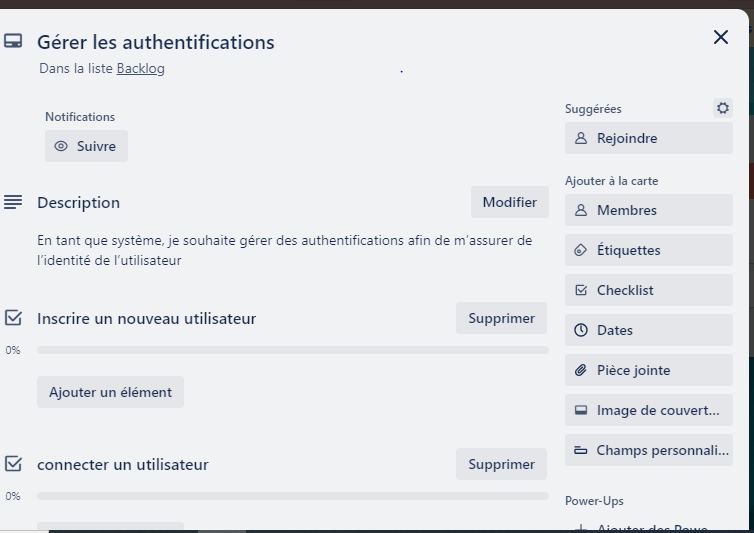 Gérer les authentifications
Dans la liste Backlog
Notifications
Suivre
Description
Modifier
En tant que système, je souhaite gérer des authentifications afin de m’assurer de
l’identité de l’utilisateur
Inscrire un nouveau utilisateur
Supprimer
0%
Ajouter un élément
connecter un utilisateur
Supprimer
0%
Suggérées
Rejoindre
Ajouter à la carte
Membres
Étiquettes
Checklist
Dates
Pièce jointe
Image de couvert...
Champs personnali...
Power-Ups
Ajouter des Powe...